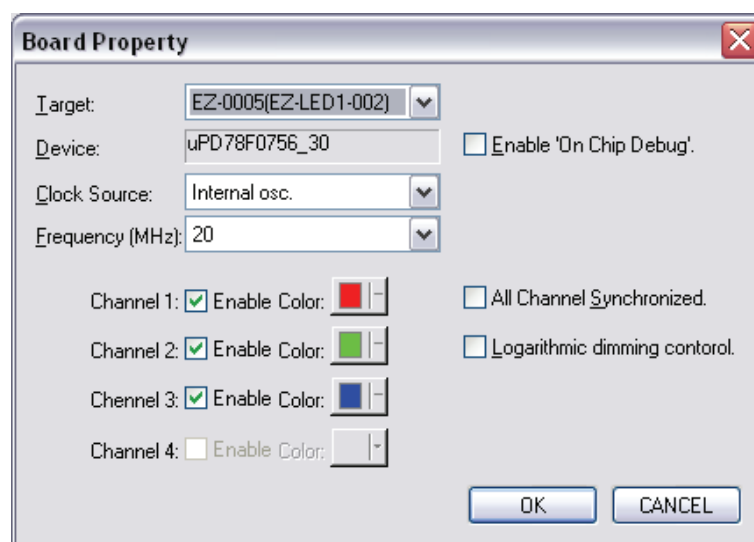 Board Property
Target: EZ-0005(EZ-LED1-002)
Device: uPD78F0756_30 Enable 'On Chip Debug'.
Clock Source: Internal osc.
Frequency (MHz): 20
Channel 1: Enable Color: All Channel Synchronized.
Channel 2: Enable Color: Logarithmic dimming contorol.
Chennel 3: Enable Color:
Channel 4: Enable Color:
OK CANCEL